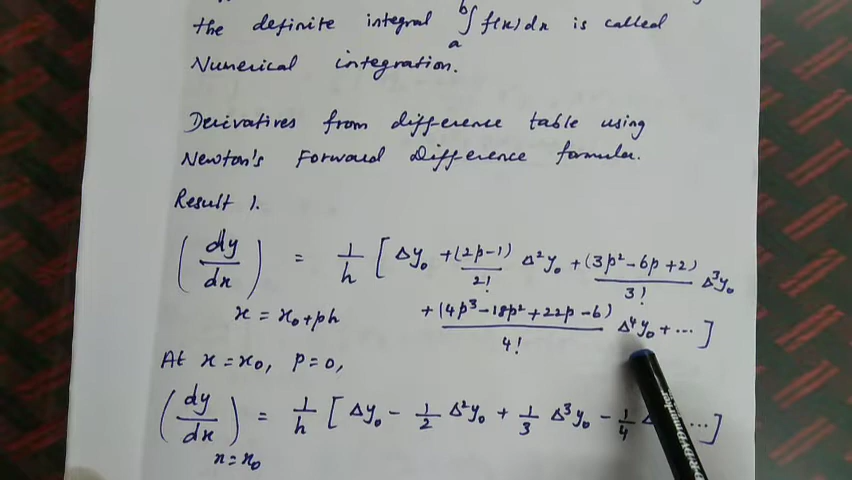 the definite integral ∫ₐᵇ f(x) dx is called
Numerical integration.
Derivatives from difference table using
Newton's Forward Difference formula.
Result 1.
(dy/dx) x = x₀+ph = 1/h [ Δy₀ + (2p-1)/2! Δ²y₀ + (3p²-6p+2)/3! Δ³y₀
+ (4p³-18p²+22p-6)/4! Δ⁴y₀ + ... ]
At x = x₀, p = 0,
(dy/dx) x = x₀ = 1/h [ Δy₀ - 1/2 Δ²y₀ + 1/3 Δ³y₀ - 1/4 Δ ... ]